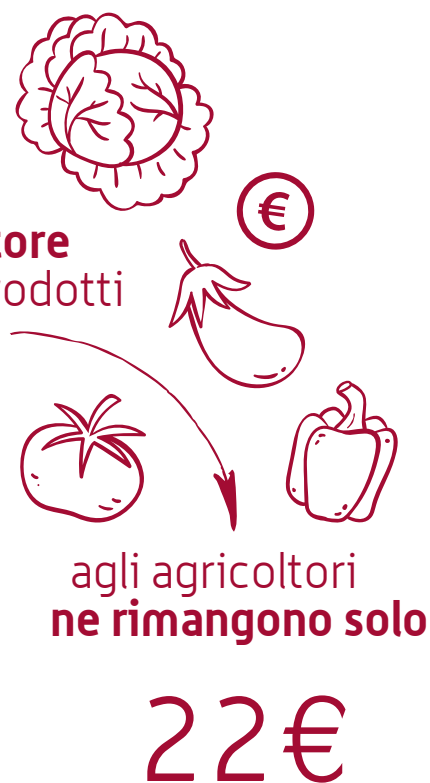 €
tore
odotti
agli agricoltori
ne rimangono solo
22€